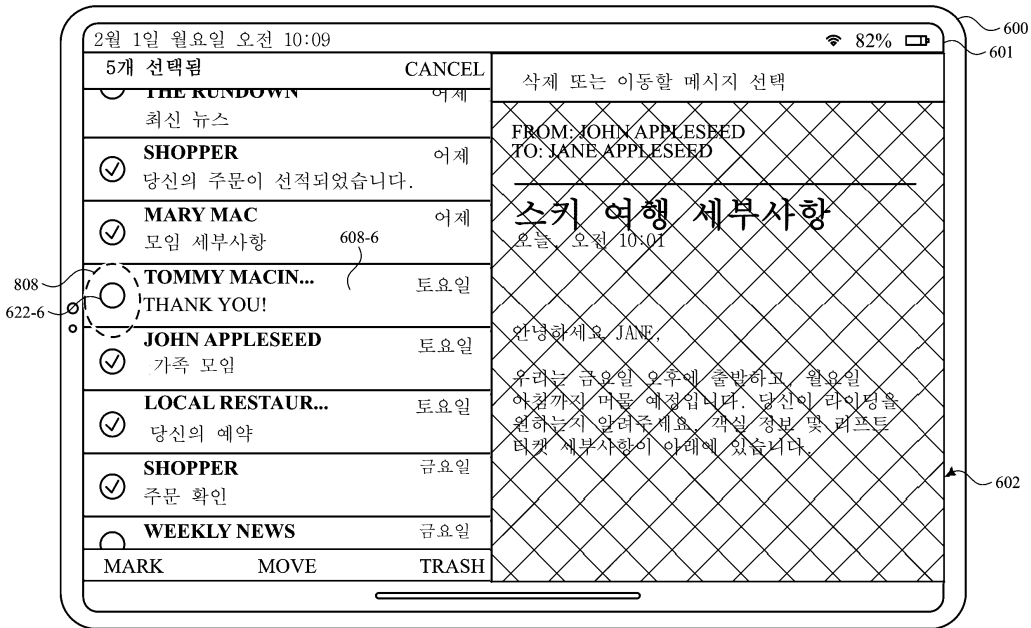 2월 1일 월요일 오전 10:09
82%
600
601
5개 선택됨
CANCEL
THE RUNDOWN
어제
최신 뉴스
SHOPPER
어제
당신의 주문이 선적되었습니다.
MARY MAC
어제
모임 세부사항
608-6
TOMMY MACIN...
토요일
THANK YOU!
808
622-6
JOHN APPLESEED
토요일
가족 모임
LOCAL RESTAUR...
토요일
당신의 예약
SHOPPER
금요일
주문 확인
WEEKLY NEWS
금요일
MARK
MOVE
TRASH
삭제 또는 이동할 메시지 선택
FROM: JOHN APPLESEED
TO: JANE APPLESEED
스키 여행 세부사항
오늘, 오전 10:01
안녕하세요 JANE,
우리는 금요일 오후에 출발하고, 월요일
아침까지 머물 예정입니다. 당신이 라이딩을
원하는지 알려주세요. 객실 정보 및 리프트
티켓 세부사항이 아래에 있습니다.
602